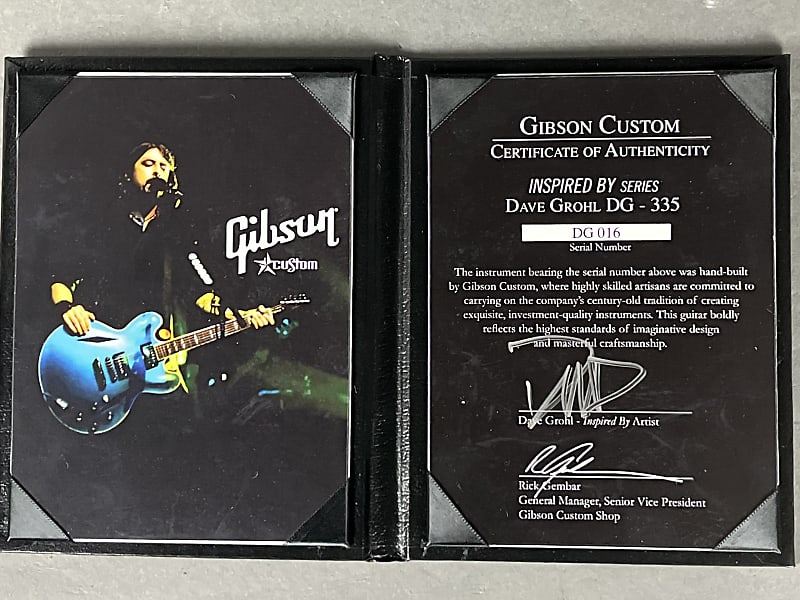 Gibson
custom
GIBSON CUSTOM
CERTIFICATE OF AUTHENTICITY
INSPIRED BY SERIES
DAVE GROHL DG - 335
DG 016
Serial Number
The instrument bearing the serial number above was hand-built
by Gibson Custom, where highly skilled artisans are committed to
carrying on the company's century-old tradition of creating
exquisite, investment-quality instruments. This guitar boldly
reflects the highest standards of imaginative design
and masterful craftsmanship.
Dave Grohl - Inspired By Artist
Rick Gembar
General Manager, Senior Vice President
Gibson Custom Shop